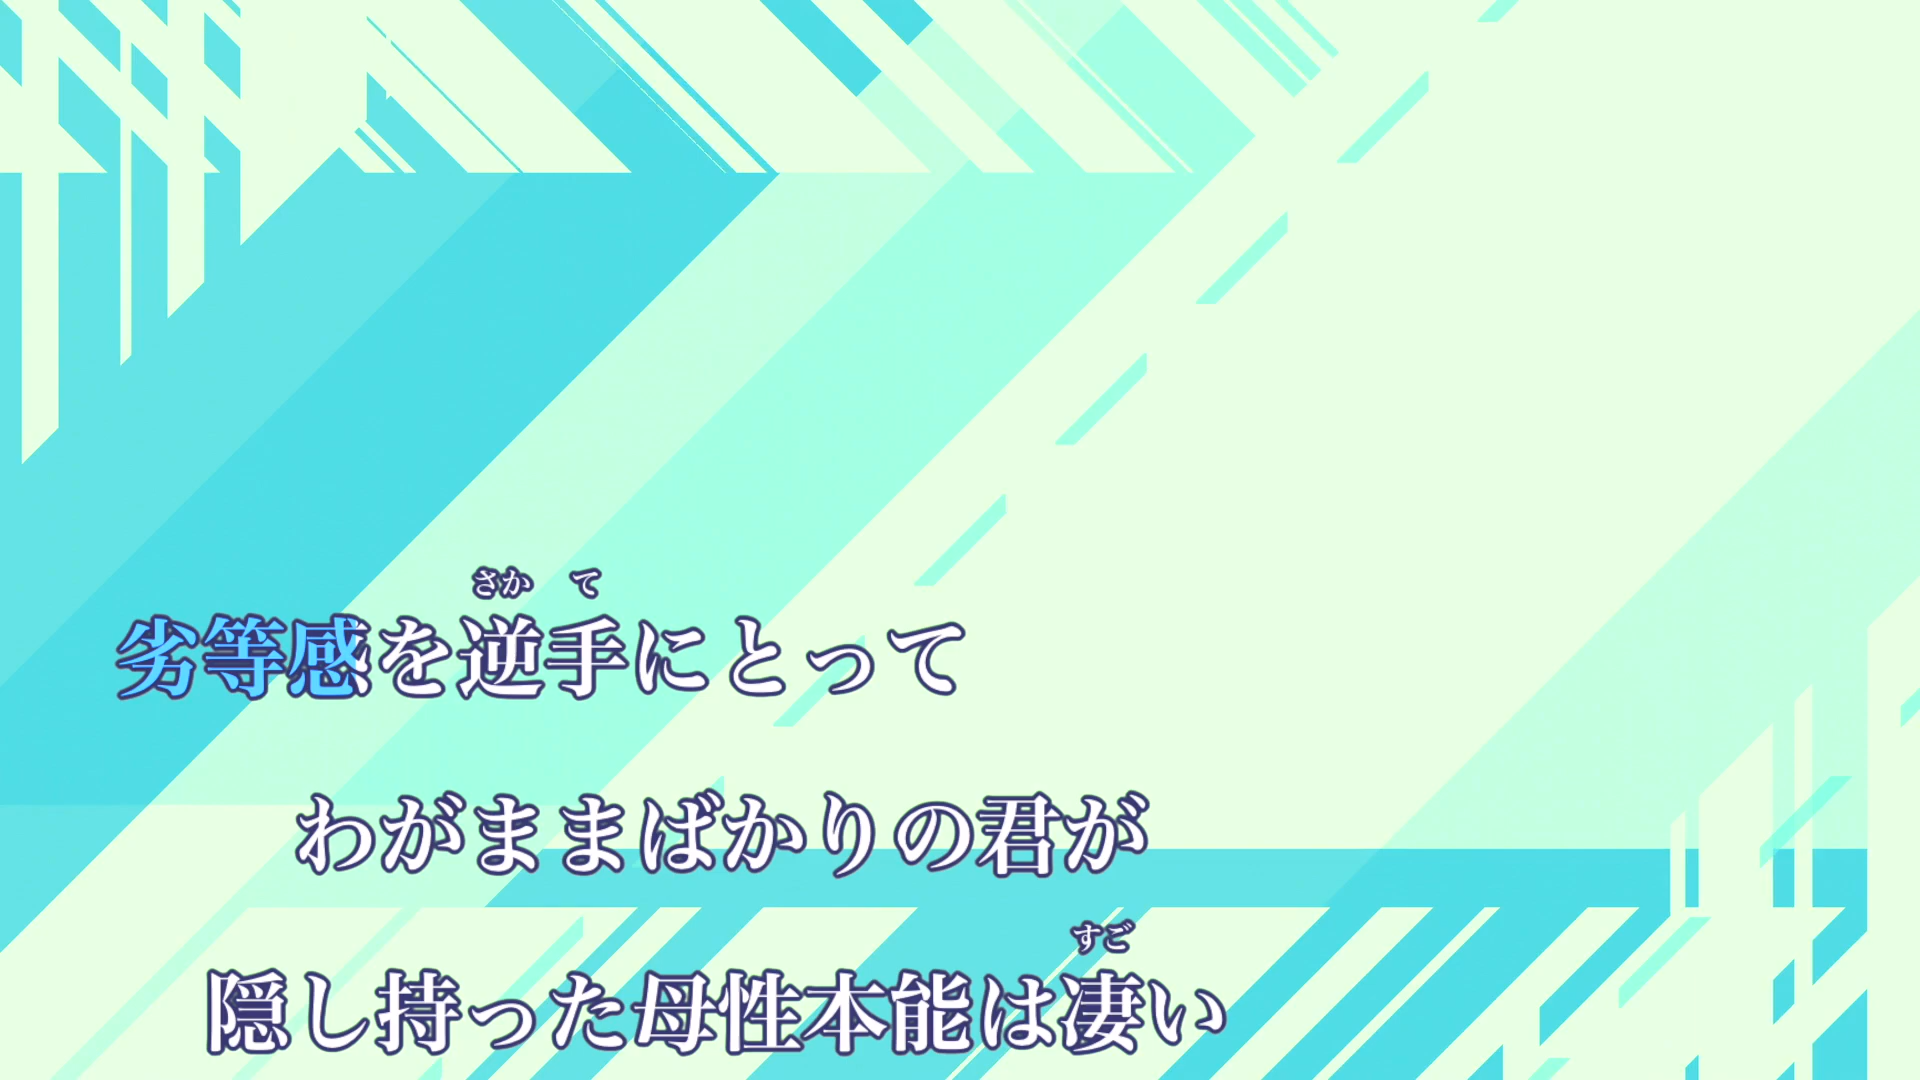 さか て
劣等感を逆手にとって
わがままばかりの君が
すご
隠し持った母性本能は凄い